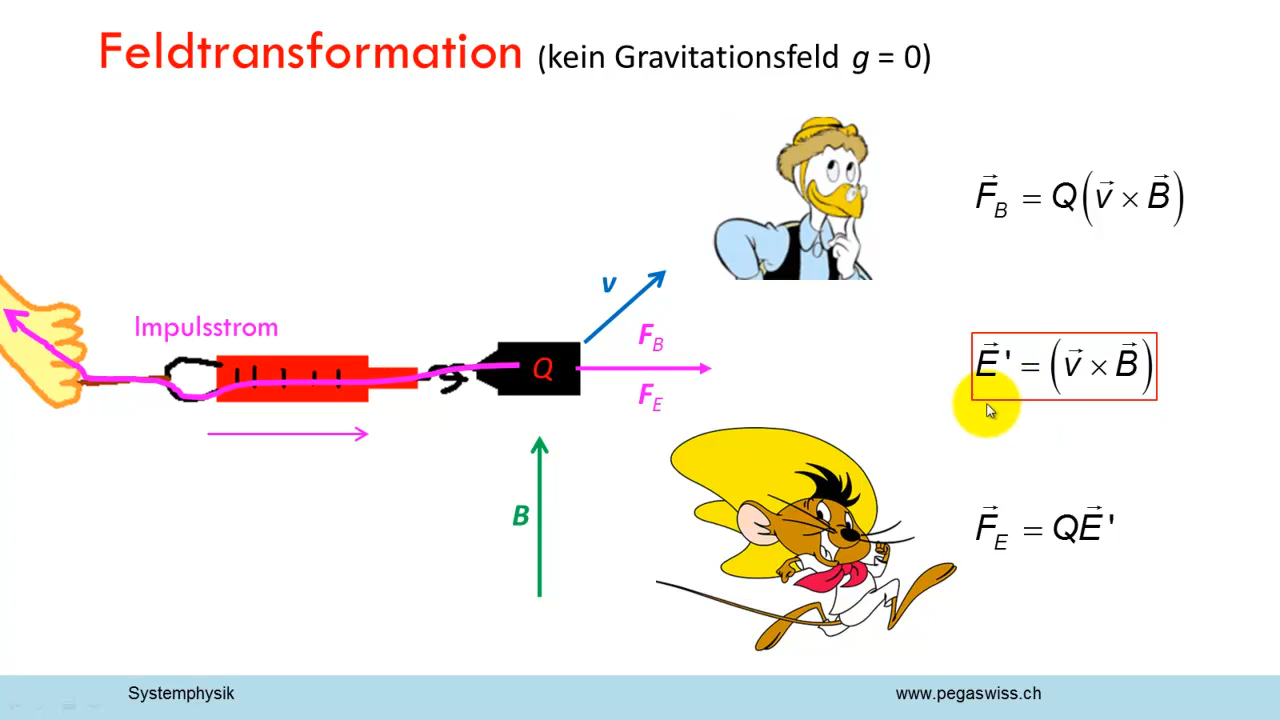 Feldtransformation (kein Gravitationsfeld g = 0)
F⃗_B = Q(v⃗ × B⃗)
v
Impulsstrom
F_B
Q
F_E
E⃗' = (v⃗ × B⃗)
B
F⃗_E = QE⃗'
Systemphysik
www.pegaswiss.ch